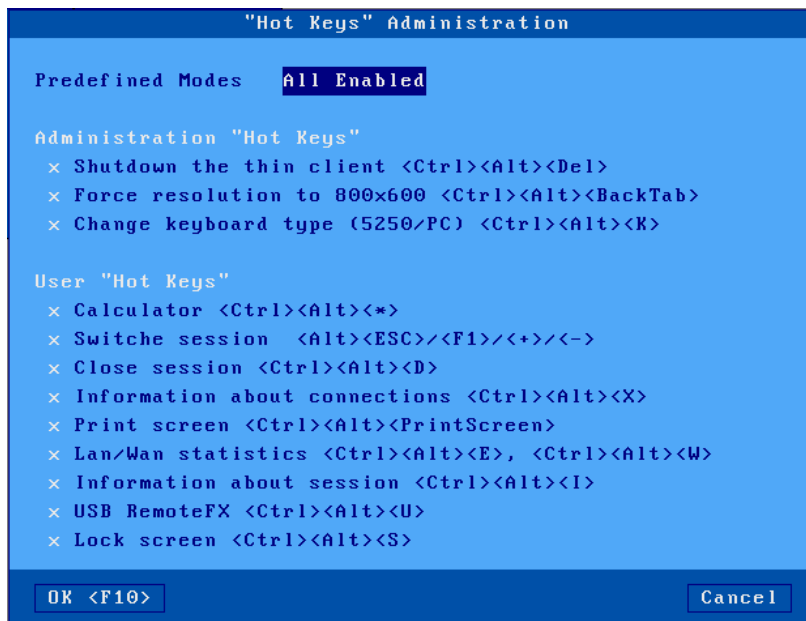 "Hot Keys" Administration
Predefined Modes All Enabled
Administration "Hot Keys"
x Shutdown the thin client <Ctrl><Alt><Del>
x Force resolution to 800x600 <Ctrl><Alt><BackTab>
x Change keyboard type (5250/PC) <Ctrl><Alt><K>
User "Hot Keys"
x Calculator <Ctrl><Alt><*>
x Switche session <Alt><ESC>/<F1>/<+>/<->
x Close session <Ctrl><Alt><D>
x Information about connections <Ctrl><Alt><X>
x Print screen <Ctrl><Alt><PrintScreen>
x Lan/Wan statistics <Ctrl><Alt><E>, <Ctrl><Alt><W>
x Information about session <Ctrl><Alt><I>
x USB RemoteFX <Ctrl><Alt><U>
x Lock screen <Ctrl><Alt><S>
OK <F10> Cancel